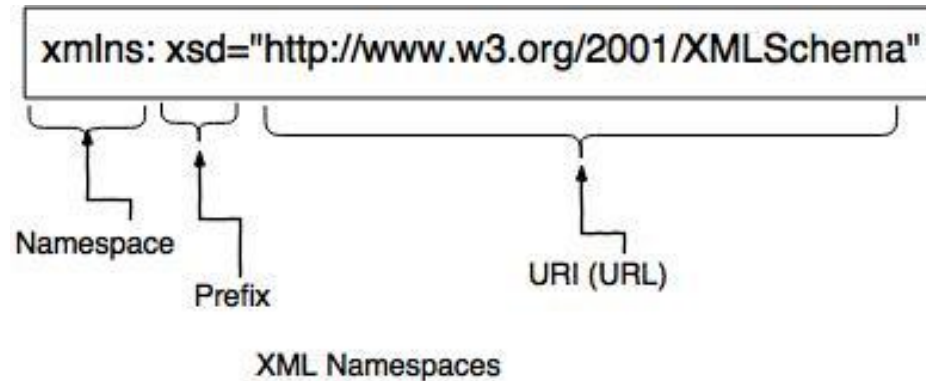 xmlns: xsd="http://www.w3.org/2001/XMLSchema"
Namespace
Prefix
URI (URL)
XML Namespaces